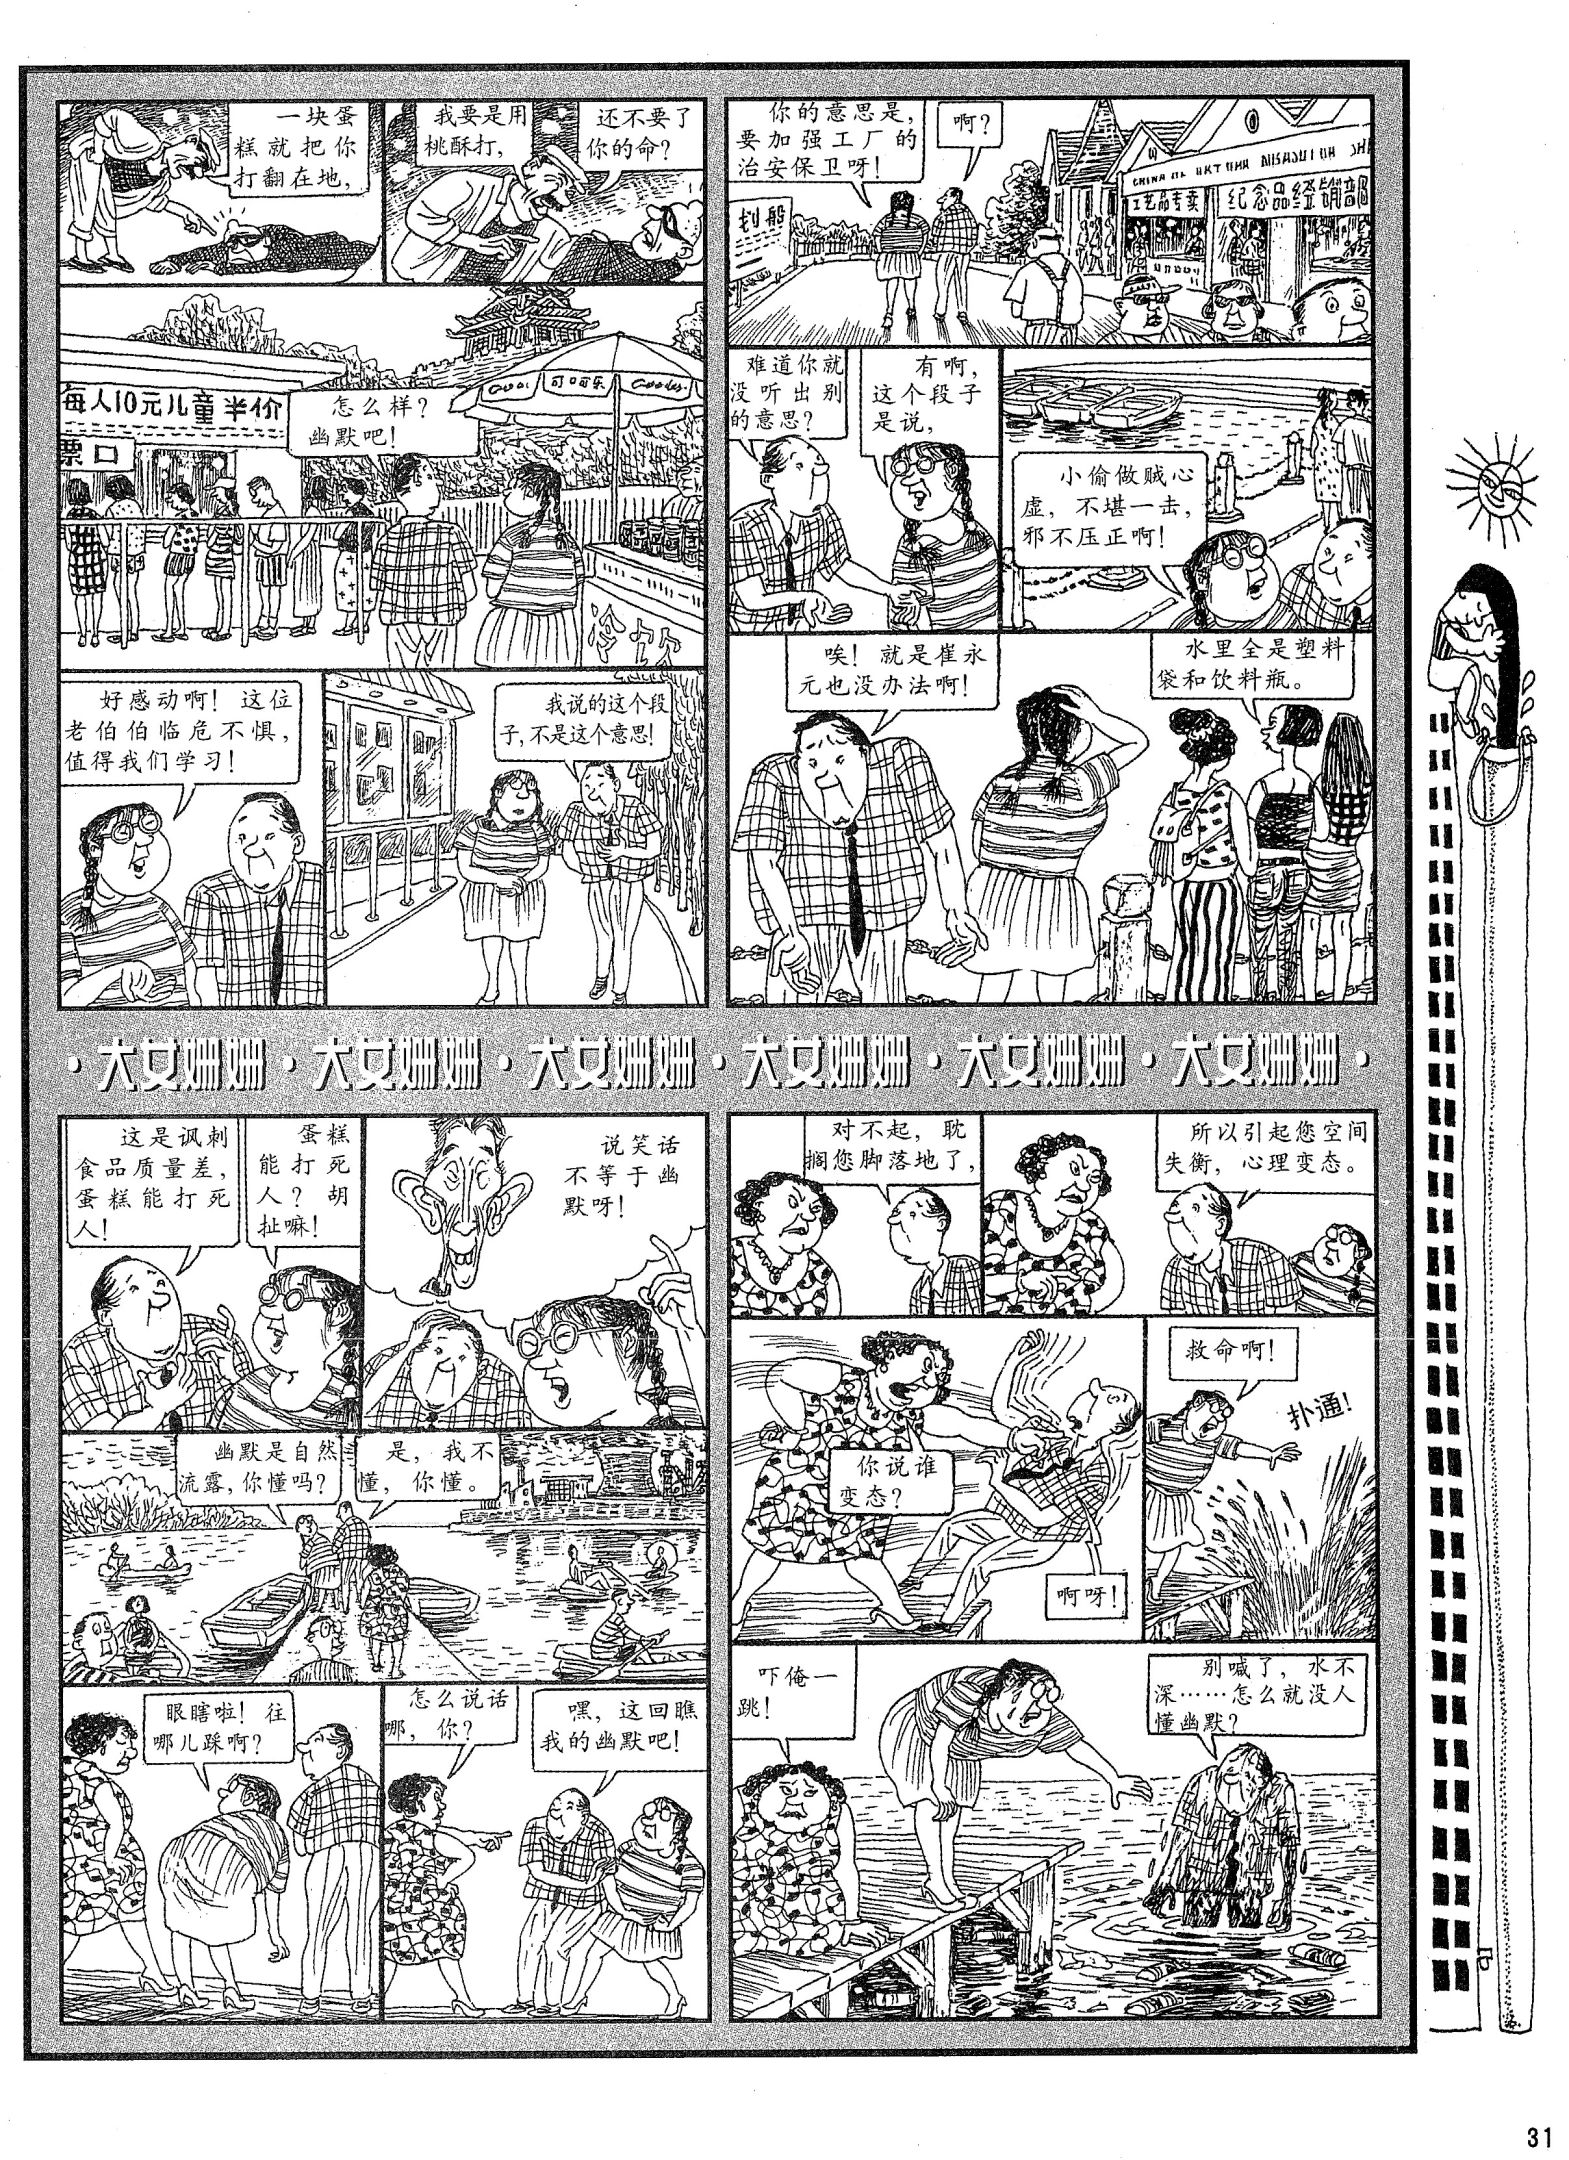 一块蛋
糕就把你
打翻在地，
我要是用
桃酥打，
还不要了
你的命？
每人10元儿童半价
票口
怎么样？
幽默吧！
可口可乐
冷饮
好感动啊！这位
老伯伯临危不惧，
值得我们学习！
我说的这个段
子，不是这个意思！
你的意思是，
要加强工厂的
治安保卫呀！
啊？
划船
工艺品专卖
纪念品经销部
难道你就
没听出别
的意思？
有啊，
这个段子
是说，
小偷做贼心
虚，不堪一击，
邪不压正啊！
唉！就是崔永
元也没办法啊！
水里全是塑料
袋和饮料瓶。
·大女姗姗·大女姗姗·大女姗姗·大女姗姗·大女姗姗·大女姗姗·
这是讽刺
食品质量差，
蛋糕能打死
人！
蛋糕
能打死
人？胡
扯嘛！
说笑话
不等于幽
默呀！
幽默是自然
流露，你懂吗？
是，我不
懂，你懂。
眼瞎啦！往
哪儿踩啊？
怎么说话
哪，你？
嘿，这回瞧
我的幽默吧！
对不起，耽
搁您脚落地了，
所以引起您空间
失衡，心理变态。
你说谁
变态？
啊呀！
救命啊！
扑通！
吓俺一
跳！
别喊了，水不
深……怎么就没人
懂幽默？
31